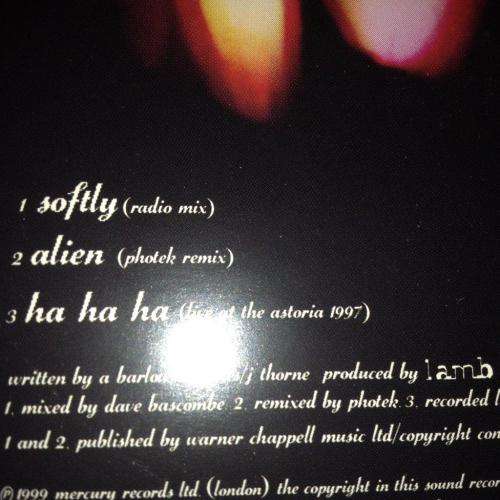 1 softly (radio mix)
2 alien (photek remix)
3 ha ha ha (live at the astoria 1997)
written by a /j thorne produced by lamb
1. mixed by dave bascombe 2. remixed by photek 3. recorded
1 and 2. published by warner chappell music ltd/copyright
℗1999 mercury records ltd. (london) the copyright in this sound